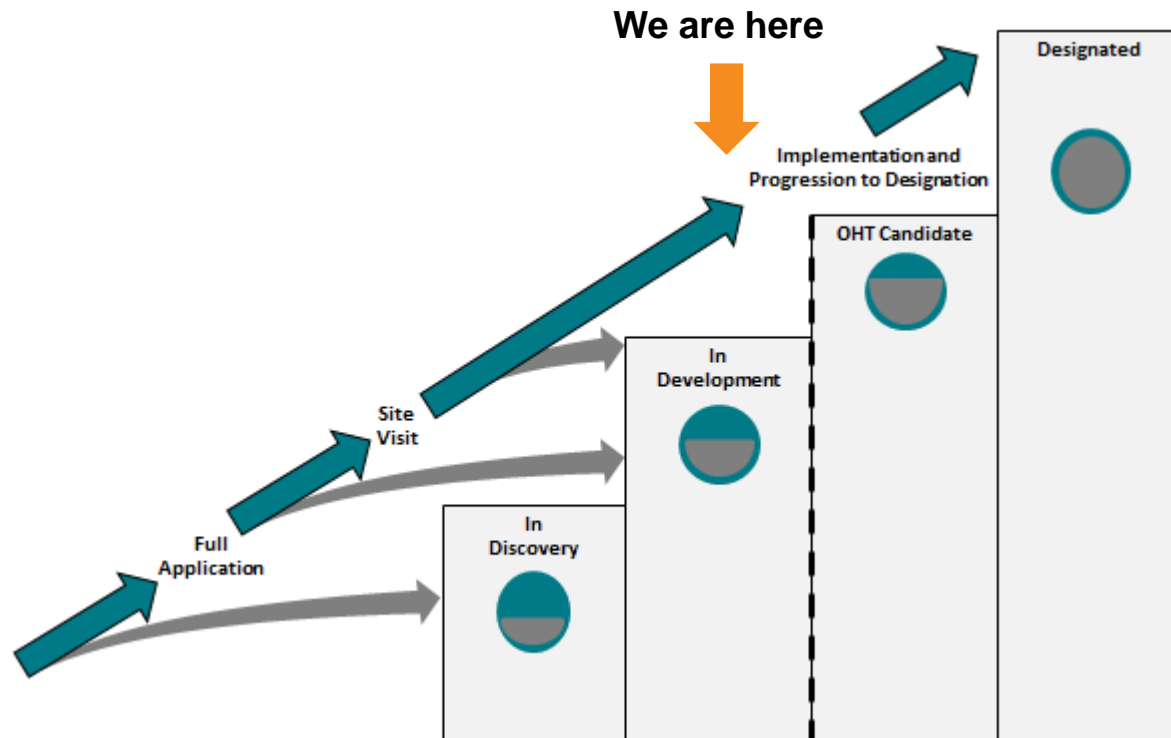 We are here
Designated
Implementation and
Progression to Designation
OHT Candidate
In
Development
Site
Visit
In
Discovery
Full
Application